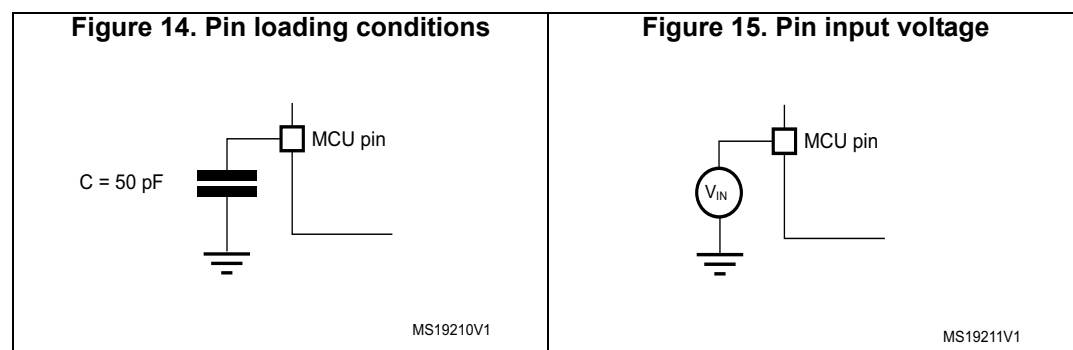 Figure 14. Pin loading conditions
MCU pin
C = 50 pF
MS19210V1
Figure 15. Pin input voltage
MCU pin
VIN
MS19211V1